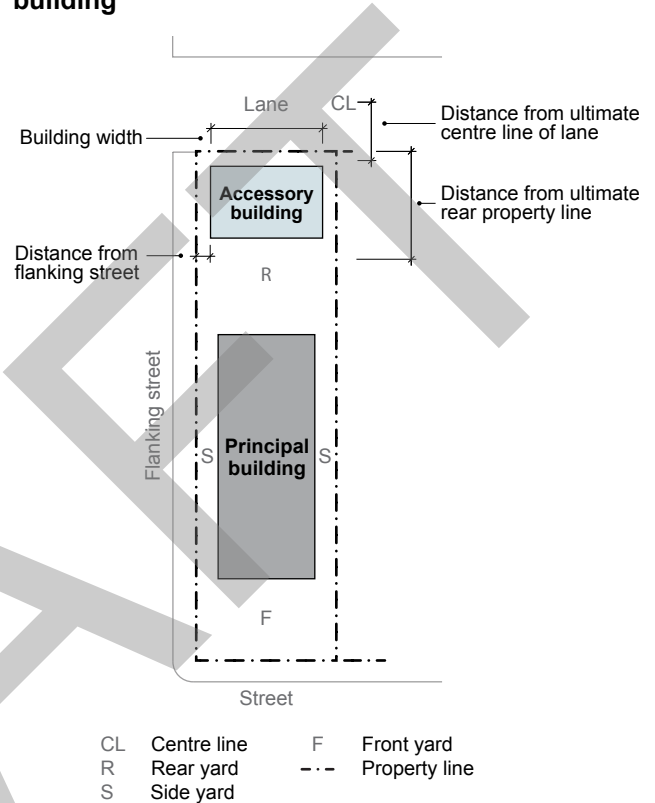 building
Lane
CL
Distance from ultimate
centre line of lane
Building width
Accessory
building
Distance from ultimate
rear property line
Distance from
flanking street
R
Flanking street
S
Principal
building
S
F
Street
CL Centre line
R Rear yard
S Side yard
F Front yard
Property line